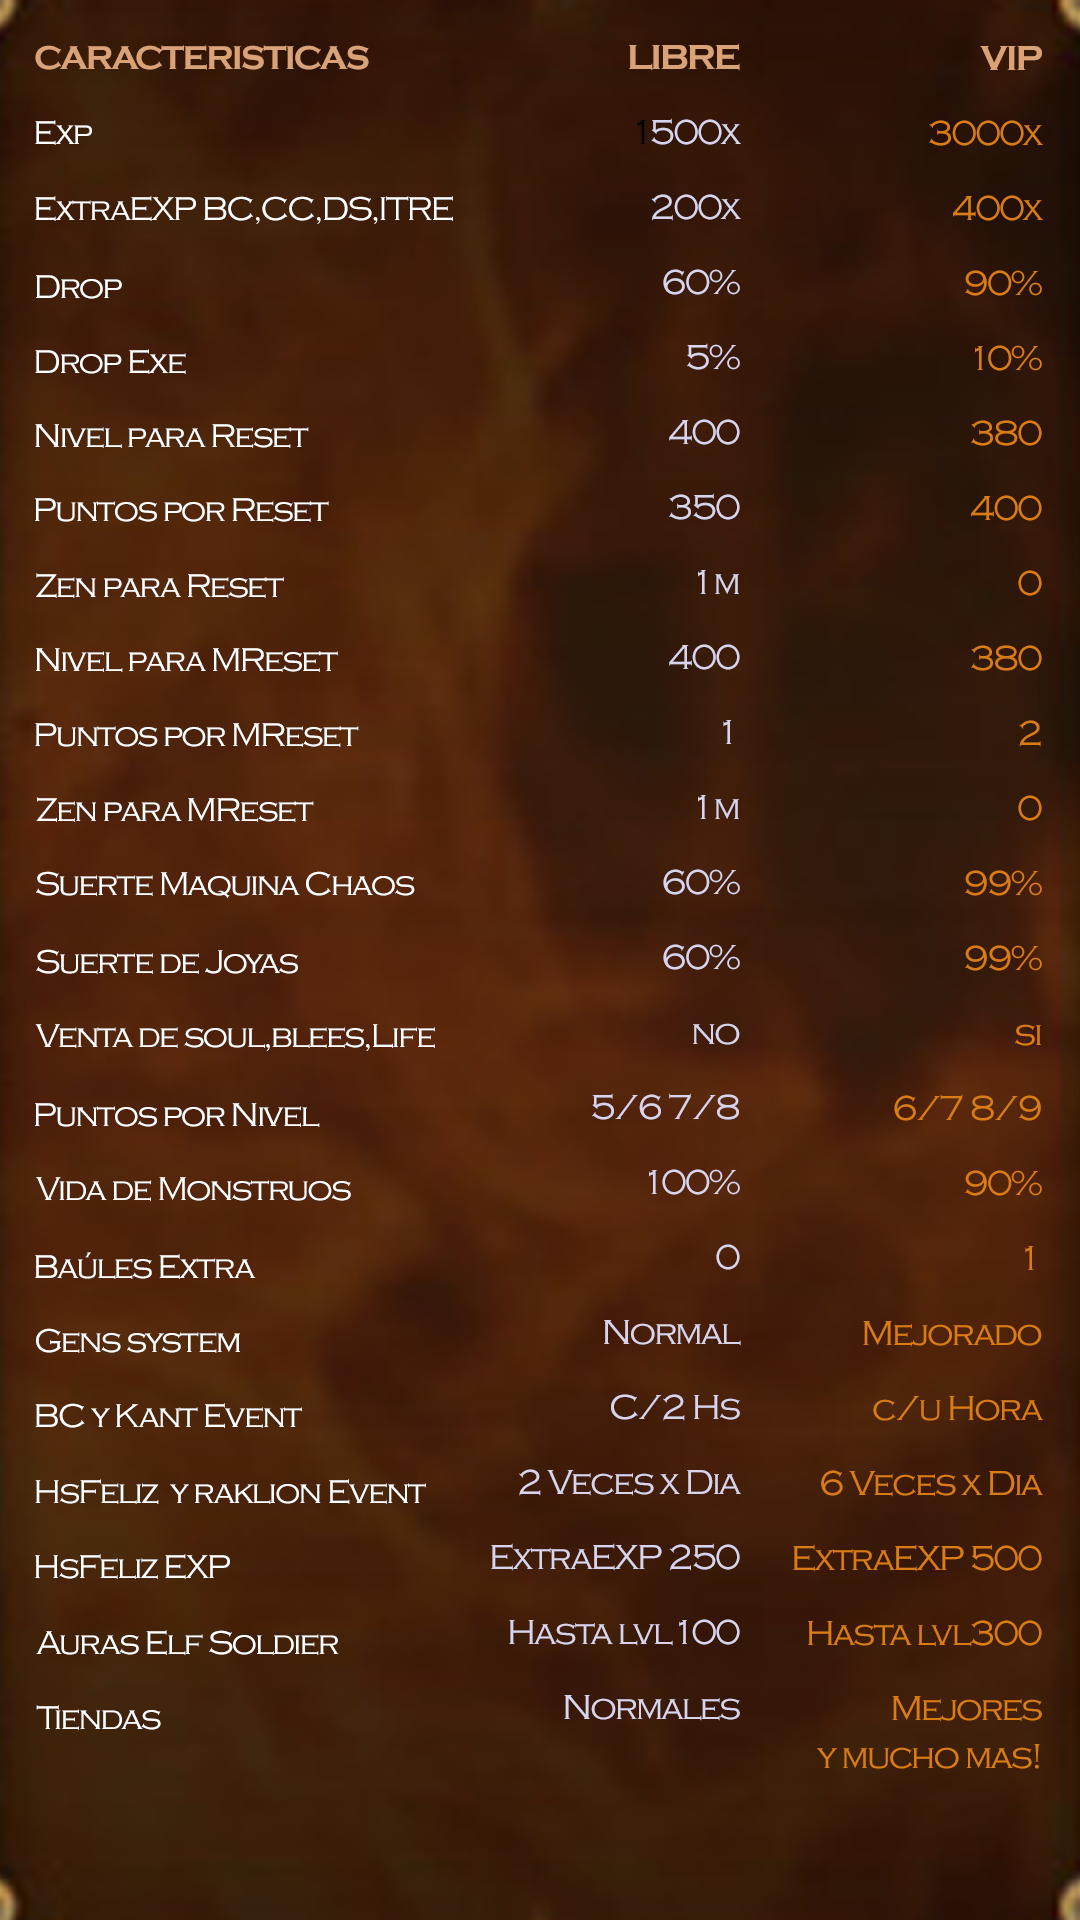 CARACTERISTICAS LIBRE VIP
Exp 1500x 3000x
ExtraEXP BC,CC,DS,ITRE 200x 400x
Drop 60% 90%
Drop Exe 5% 10%
Nivel para Reset 400 380
Puntos por Reset 350 400
Zen para Reset 1 m 0
Nivel para MReset 400 380
Puntos por MReset 1 2
Zen para MReset 1 m 0
Suerte Maquina Chaos 60% 99%
Suerte de Joyas 60% 99%
Venta de soul,blees,Life no si
Puntos por Nivel 5/6 7/8 6/7 8/9
Vida de Monstruos 100% 90%
Baúles Extra 0 1
Gens system Normal Mejorado
BC y Kant Event C/2 Hs c/u Hora
HsFeliz y raklion Event 2 Veces x Dia 6 Veces x Dia
HsFeliz EXP ExtraEXP 250 ExtraEXP 500
Auras Elf Soldier Hasta lvl 100 Hasta lvl300
Tiendas Normales Mejores
y mucho mas!